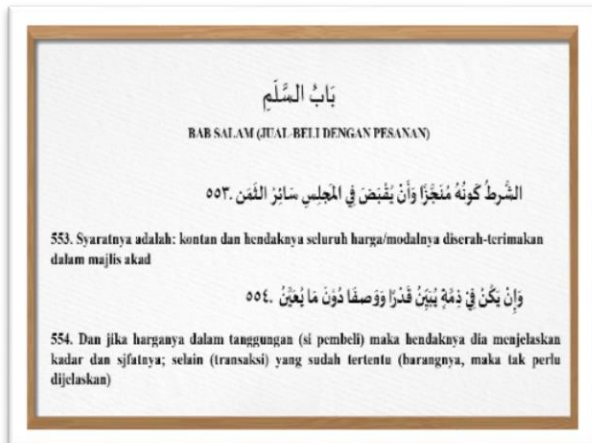 بَابُ السَّلَمِ
BAB SALAM (JUAL-BELI DENGAN PESANAN)
الشَّرطُ كَونُهُ مُنَجَّزًا وَأَنْ يُقْبَضَ فِي المَجلِسِ سَائِرُ الثَّمَن .٥٥٣
553. Syaratnya adalah: kontan dan hendaknya seluruh harga/modalnya diserah-terimakan
dalam majlis akad
وَإِنْ يَكُنْ فِيْ ذِمَّةٍ يُبَيِّنُ قَدْرًا وَوَصفًا دُوْنَ مَا يُعَيَّنُ .٥٥٤
554. Dan jika harganya dalam tanggungan (si pembeli) maka hendaknya dia menjelaskan
kadar dan sifatnya; selain (transaksi) yang sudah tertentu (barangnya, maka tak perlu
dijelaskan)